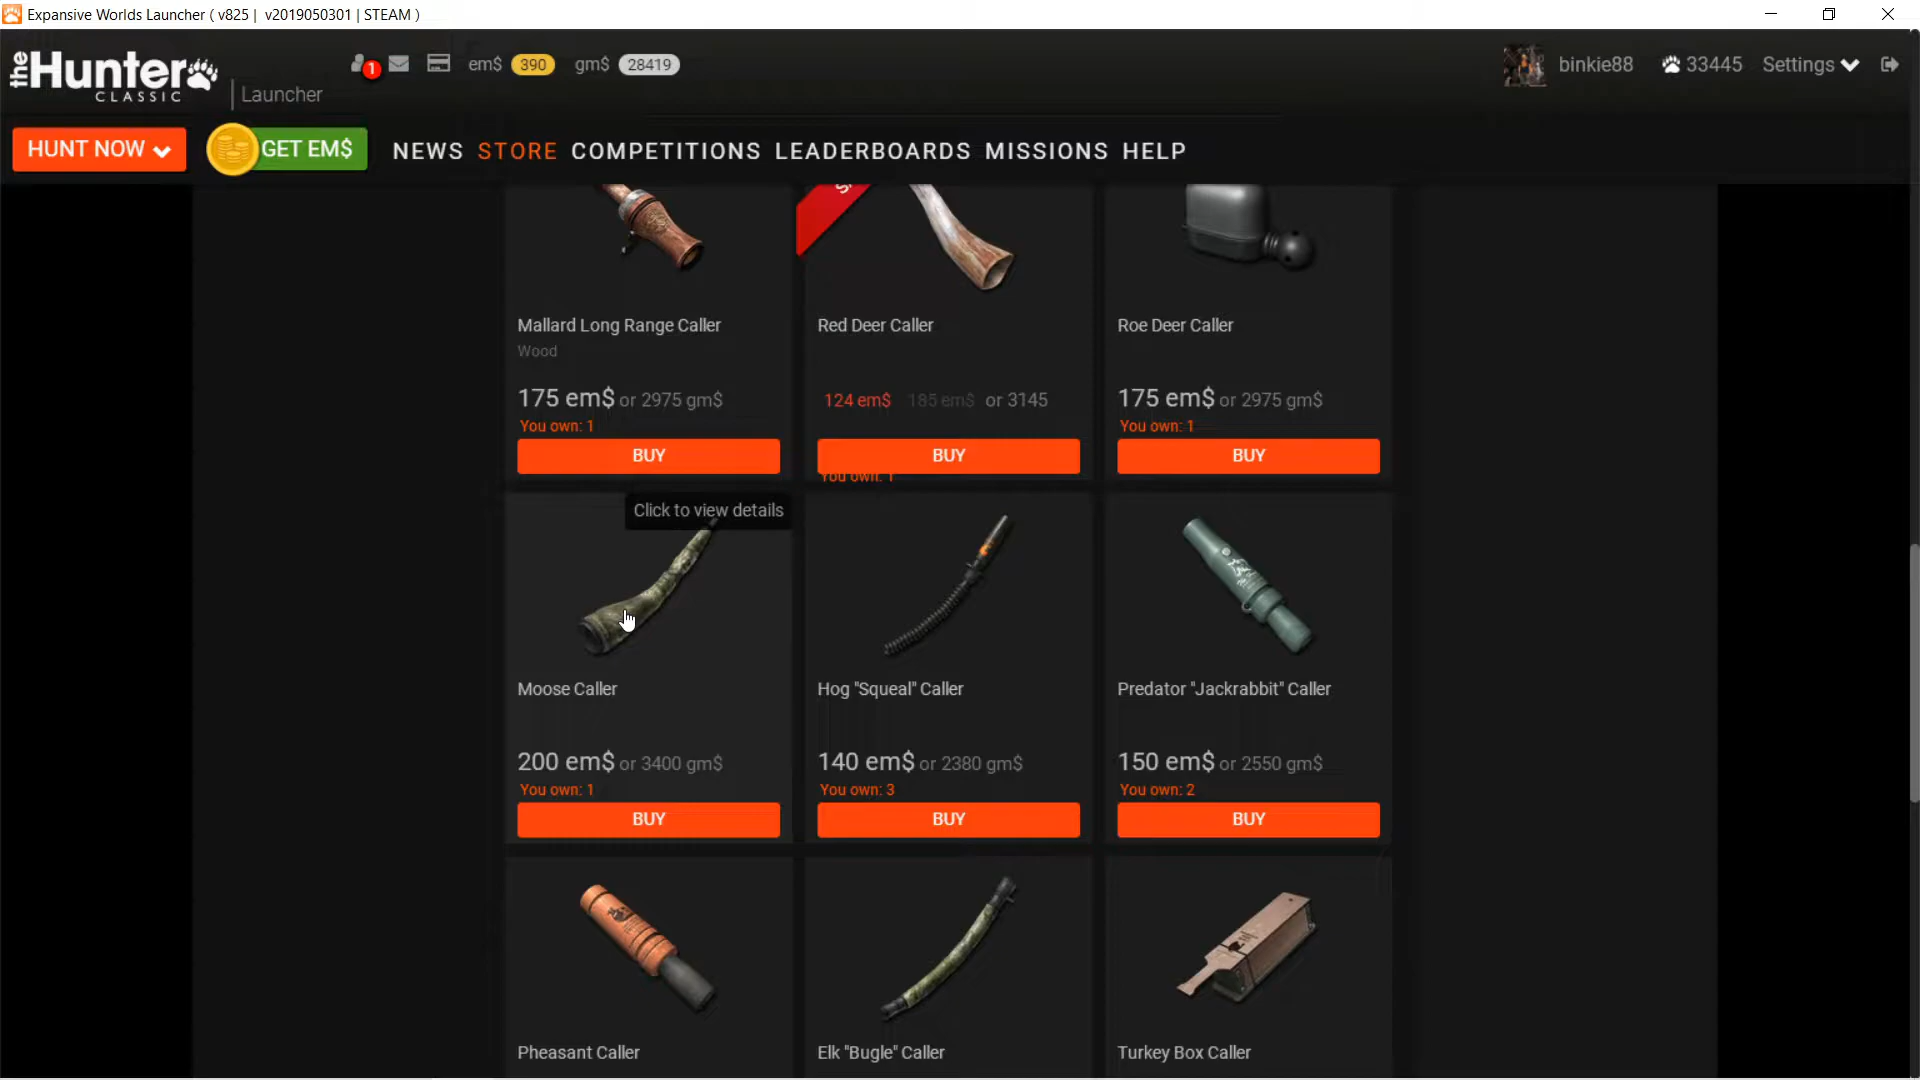 Expansive Worlds Launcher ( v825 | v2019050301 | STEAM )
theHunter
CLASSIC
Launcher
1
em$ 390 gm$ 28419
binkie88 33445 Settings
HUNT NOW
GET EM$
NEWS STORE COMPETITIONS LEADERBOARDS MISSIONS HELP
Mallard Long Range Caller
Wood
175 em$ or 2975 gm$
You own: 1
BUY
Red Deer Caller
124 em$ 185 em$ or 3145
BUY
You own: 1
Roe Deer Caller
175 em$ or 2975 gm$
You own: 1
BUY
Click to view details
Moose Caller
200 em$ or 3400 gm$
You own: 1
BUY
Hog "Squeal" Caller
140 em$ or 2380 gm$
You own: 3
BUY
Predator "Jackrabbit" Caller
150 em$ or 2550 gm$
You own: 2
BUY
Pheasant Caller
Elk "Bugle" Caller
Turkey Box Caller